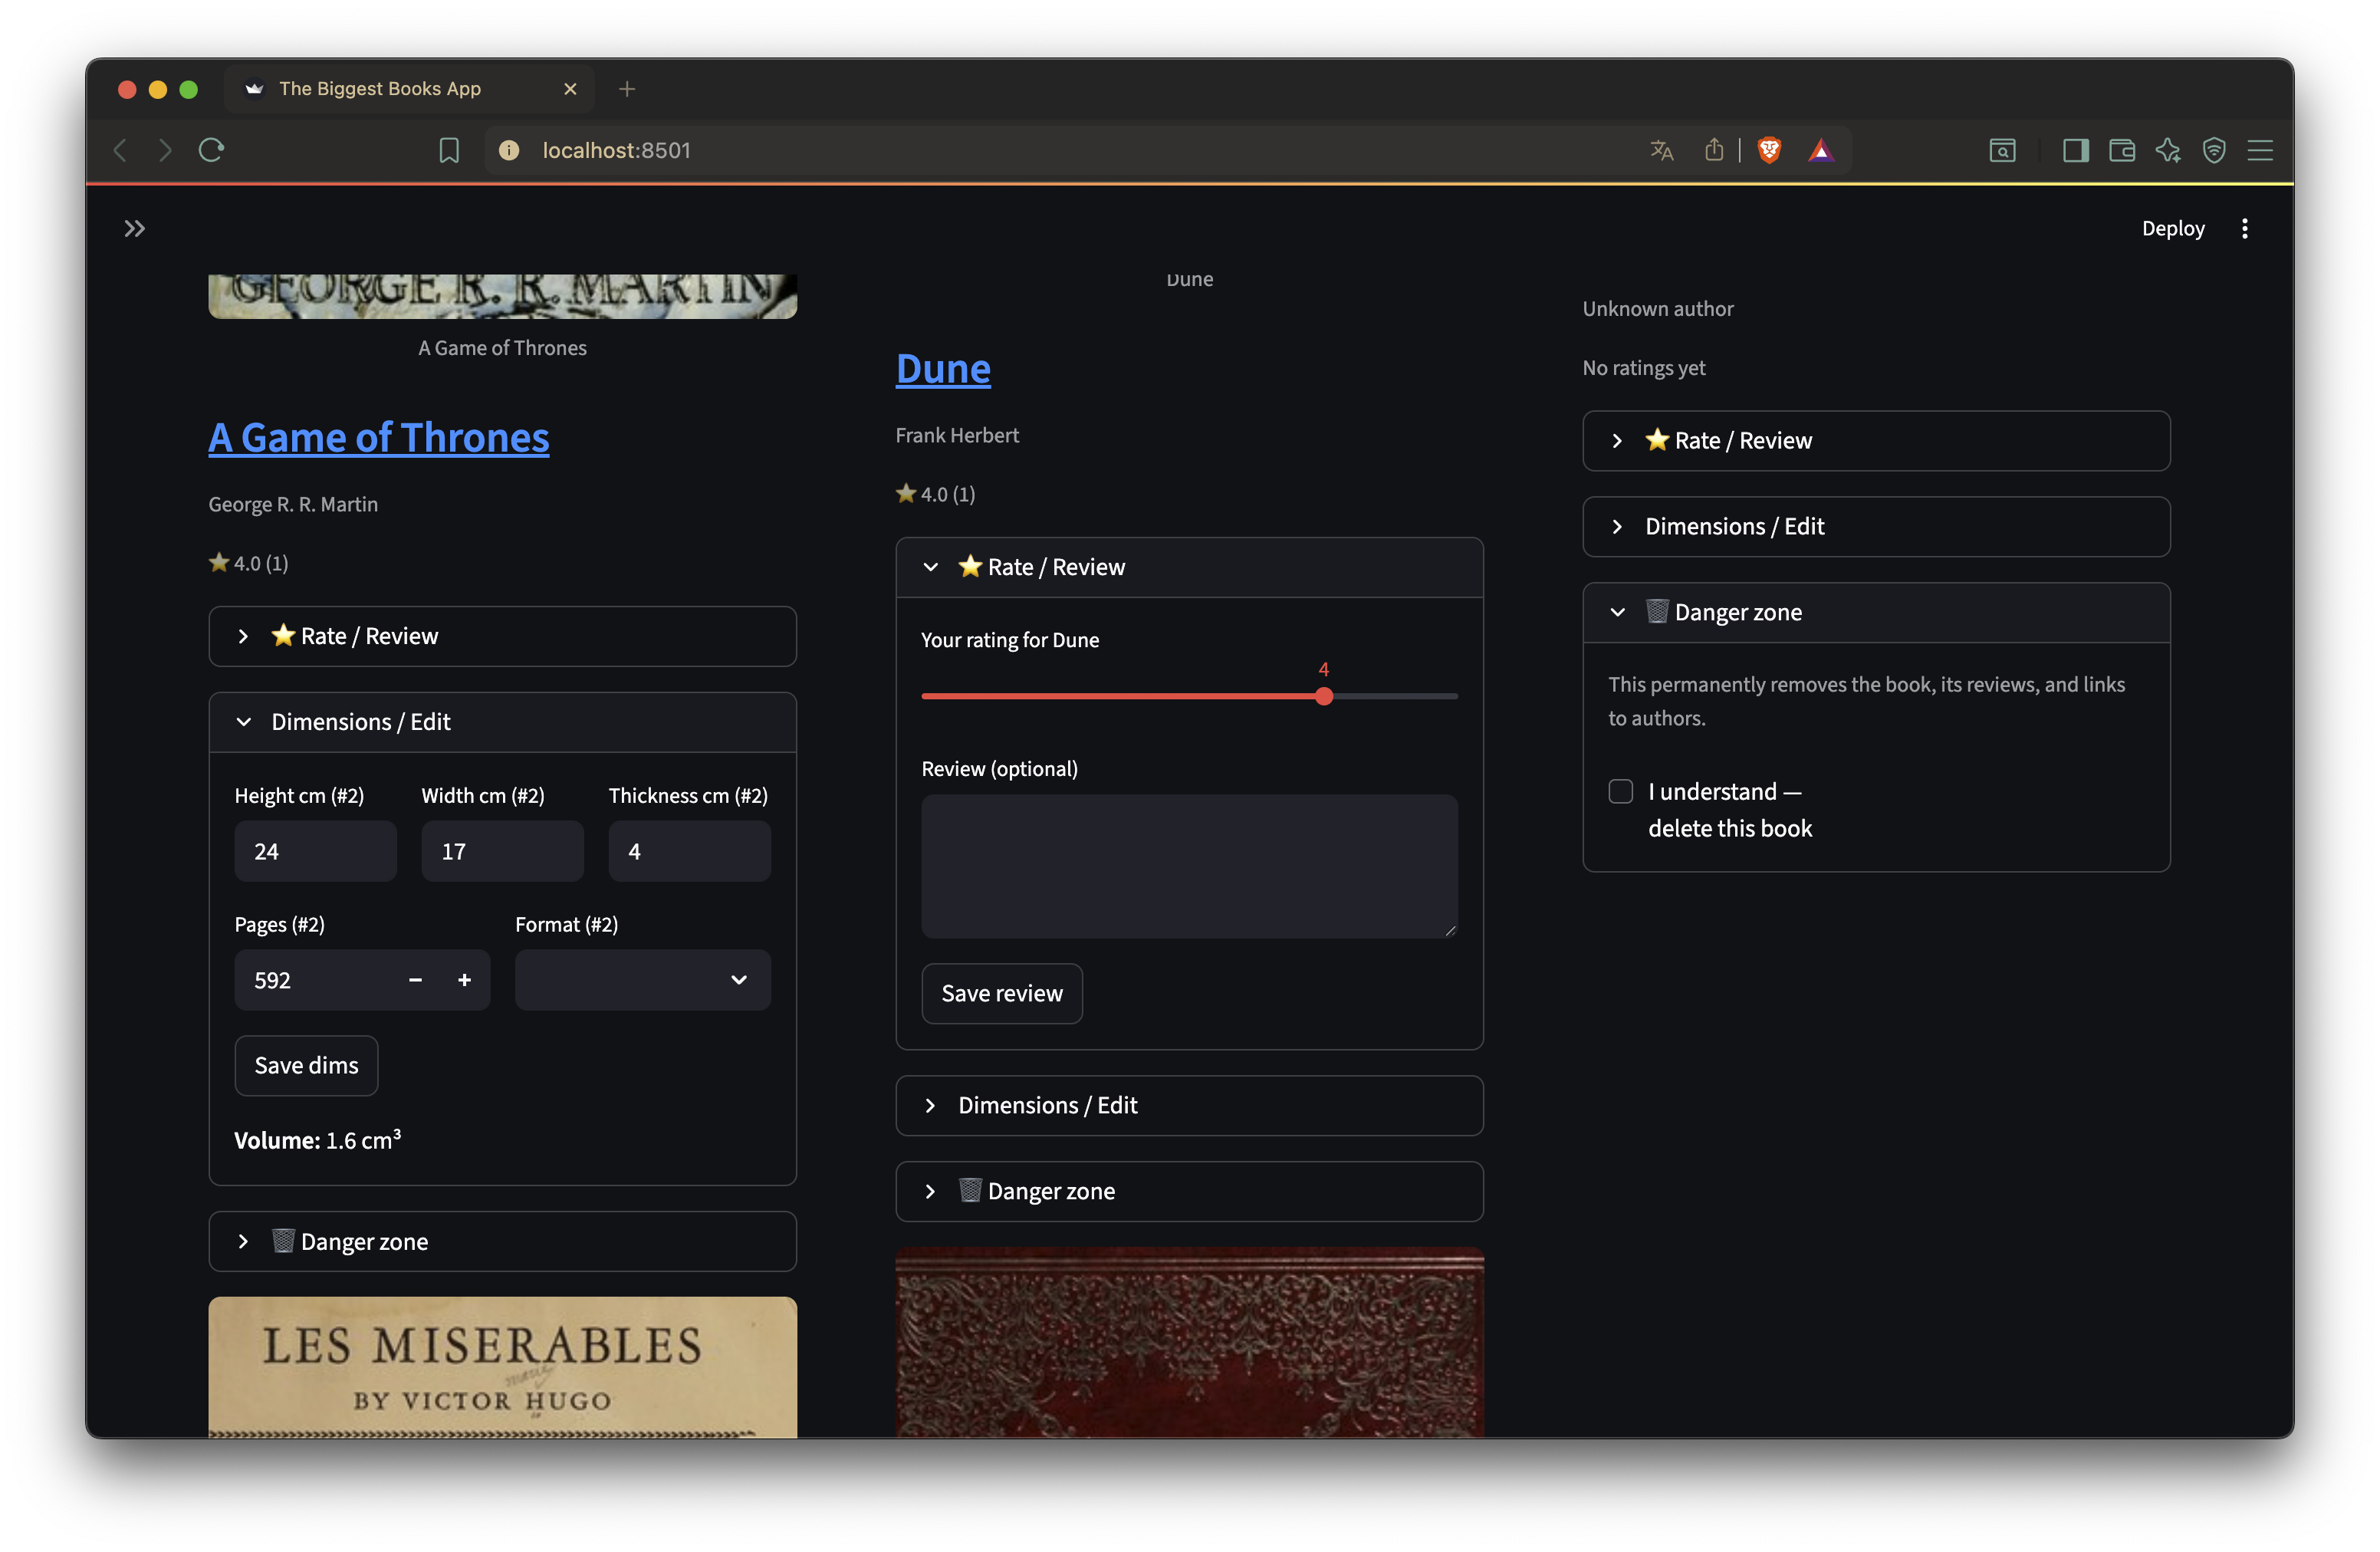 The Biggest Books App
localhost:8501
Deploy
GEORGE R. R. MARTIN
A Game of Thrones
A Game of Thrones
George R. R. Martin
⭐ 4.0 (1)
⭐ Rate / Review
Dimensions / Edit
Height cm (#2) Width cm (#2) Thickness cm (#2)
24 17 4
Pages (#2) Format (#2)
592 − +
Save dims
Volume: 1.6 cm³
🗑️ Danger zone
LES MISERABLES
BY VICTOR HUGO
Dune
Dune
Frank Herbert
⭐ 4.0 (1)
⭐ Rate / Review
Your rating for Dune
4
Review (optional)
Save review
Dimensions / Edit
🗑️ Danger zone
Unknown author
No ratings yet
⭐ Rate / Review
Dimensions / Edit
🗑️ Danger zone
This permanently removes the book, its reviews, and links
to authors.
I understand —
delete this book